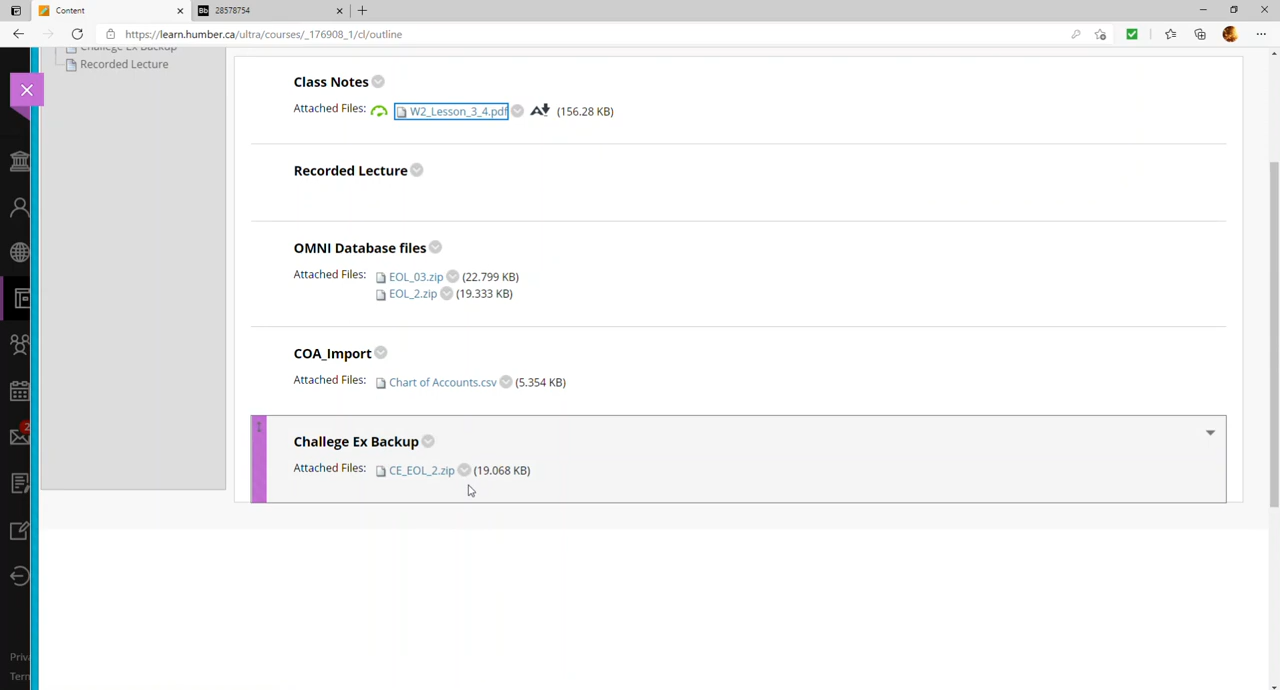 Content
28578754
https://learn.humber.ca/ultra/courses/_176908_1/cl/outline
Challege Ex Backup
Recorded Lecture
Class Notes
Attached Files: W2_Lesson_3_4.pdf (156.28 KB)
Recorded Lecture
OMNI Database files
Attached Files: EOL_03.zip (22.799 KB)
EOL_2.zip (19.333 KB)
COA_Import
Attached Files: Chart of Accounts.csv (5.354 KB)
Challege Ex Backup
Attached Files: CE_EOL_2.zip (19.068 KB)
2
Priv
Tern